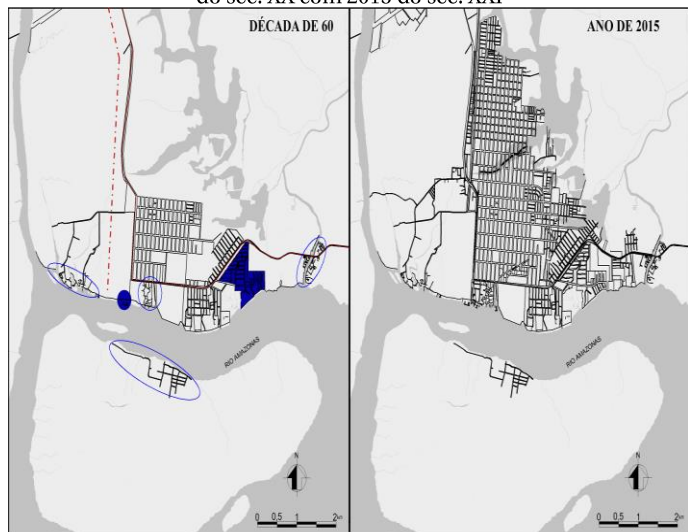 do séc. XX com 2015 do séc. XXI
DÉCADA DE 60
ANO DE 2015
RIO AMAZONAS
RIO AMAZONAS
N
N
0 0,5 1 2
0 0,5 1 2